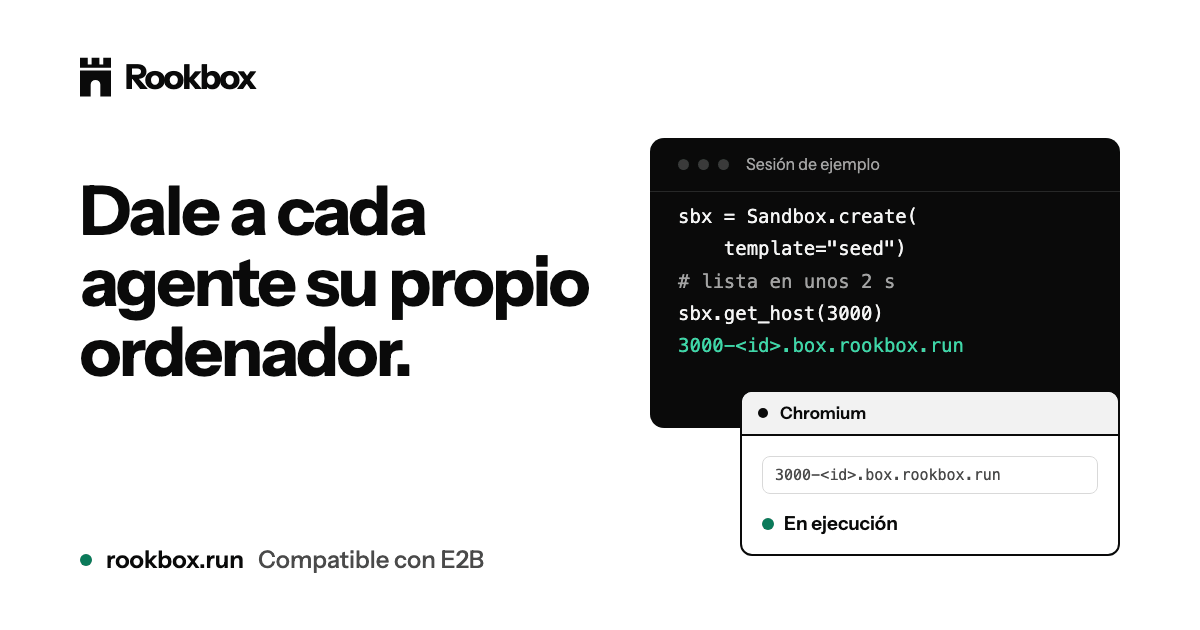 Rookbox
Dale a cada
agente su propio
ordenador.
rookbox.run Compatible con E2B
Sesión de ejemplo
sbx = Sandbox.create(
    template="seed")
# lista en unos 2 s
sbx.get_host(3000)
3000-<id>.box.rookbox.run
Chromium
3000-<id>.box.rookbox.run
En ejecución